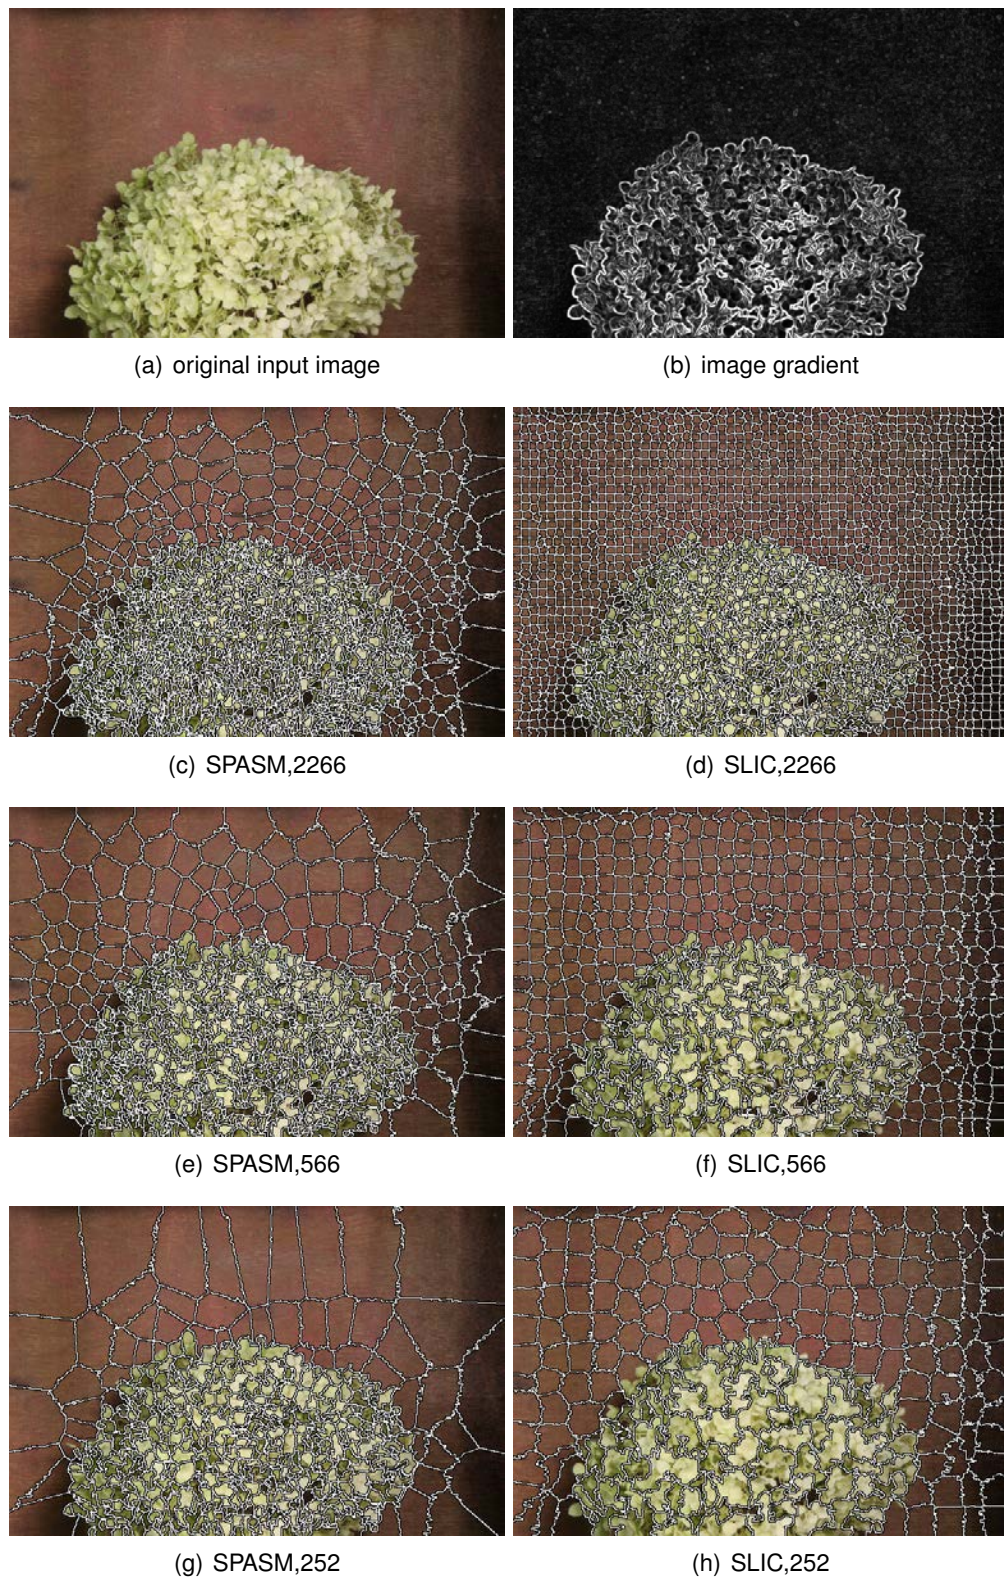 (a) original input image
(b) image gradient
(c) SPASM,2266
(d) SLIC,2266
(e) SPASM,566
(f) SLIC,566
(g) SPASM,252
(h) SLIC,252